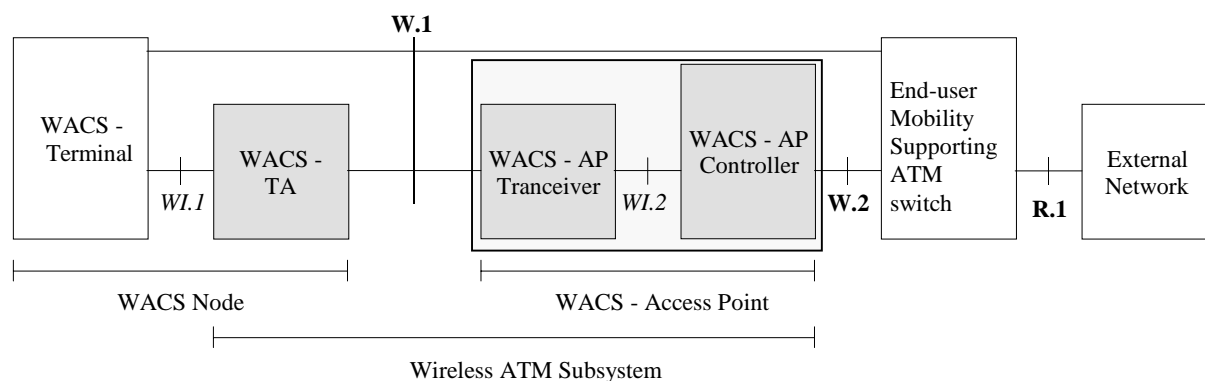 W.1
WACS -
Terminal
WI.1
WACS -
TA
WACS - AP
Tranceiver
WI.2
WACS - AP
Controller
W.2
End-user
Mobility
Supporting
ATM
switch
R.1
External
Network
WACS Node
WACS - Access Point
Wireless ATM Subsystem